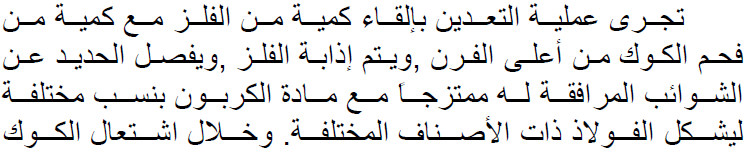 تجرى عملية التعدين بإلقاء كمية من الفلز مع كمية من
فحم الكوك من أعلى الفرن ,ويتم إذابة الفلز ,ويفصل الحديد عن
الشوائب المرافقة له ممتزجاً مع مادة الكربون بنسب مختلفة
ليشكل الفولاذ ذات الأصناف المختلفة. وخلال اشتعال الكوك